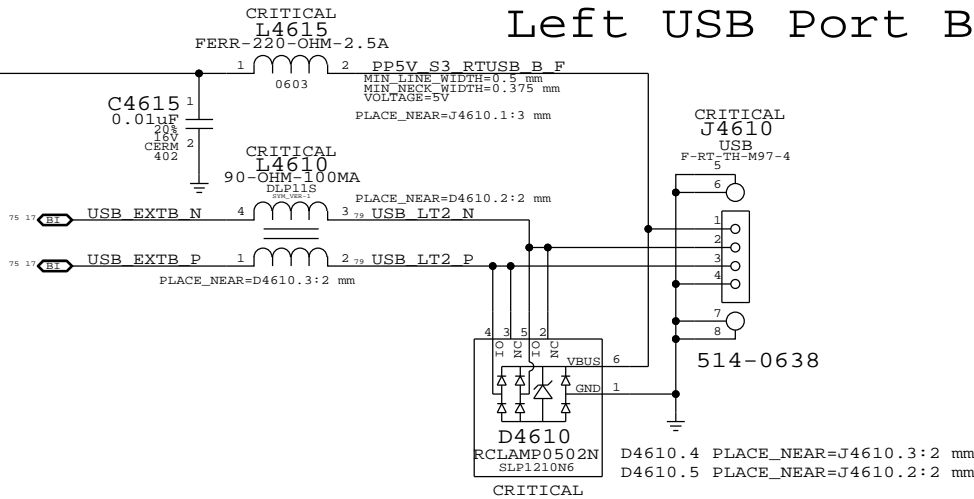 Left USB Port B
CRITICAL
L4615
FERR-220-OHM-2.5A
1
2
0603
PP5V_S3_RTUSB_B_F
MIN_LINE_WIDTH=0.5 mm
MIN_NECK_WIDTH=0.375 mm
VOLTAGE=5V
PLACE_NEAR=J4610.1:3 mm
C4615
0.01uF
20%
16V
CERM
402
1
2
CRITICAL
L4610
90-OHM-100MA
DLP11S
SYM_VER-1
PLACE_NEAR=D4610.2:2 mm
75 17 BI USB_EXTB_N 4 3 79 USB_LT2_N
75 17 BI USB_EXTB_P 1 2 79 USB_LT2_P
PLACE_NEAR=D4610.3:2 mm
CRITICAL
J4610
USB
F-RT-TH-M97-4
5
6
1
2
3
4
7
8
514-0638
4 3 5 2
IO NC IO NC
VBUS 6
GND 1
D4610
RCLAMP0502N
SLP1210N6
CRITICAL
D4610.4 PLACE_NEAR=J4610.3:2 mm
D4610.5 PLACE_NEAR=J4610.2:2 mm